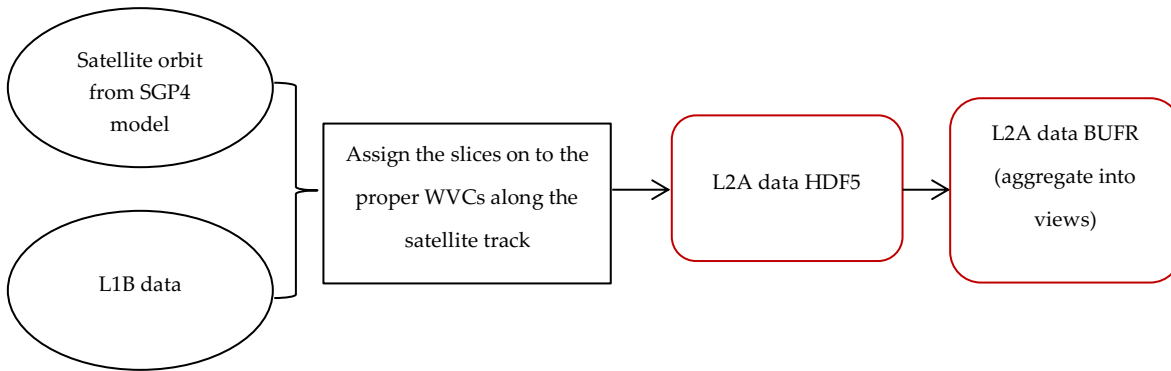 Satellite orbit
from SGP4
model
L1B data
Assign the slices on to the
proper WVCs along the
satellite track
L2A data HDF5
L2A data BUFR
(aggregate into
views)